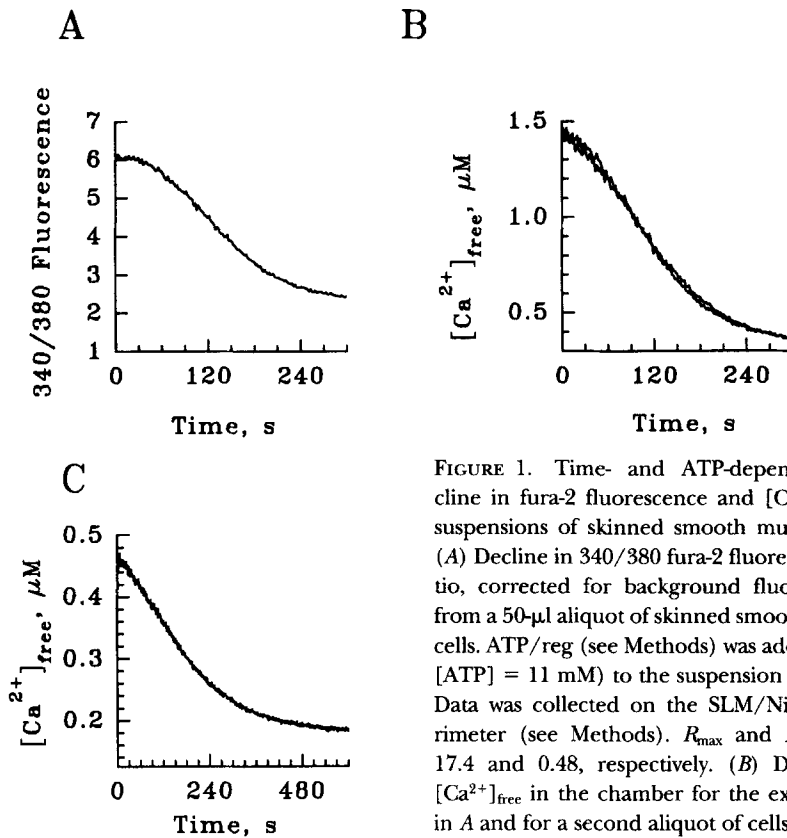 A
340/380 Fluorescence
7
6
5
4
3
2
1
0 120 240
Time, s
B
[Ca²⁺]free, μM
1.5
1.0
0.5
0 120 240
Time, s
C
[Ca²⁺]free, μM
0.5
0.4
0.3
0.2
0 240 480
Time, s
FIGURE 1. Time- and ATP-depen
cline in fura-2 fluorescence and [C
suspensions of skinned smooth mu
(A) Decline in 340/380 fura-2 fluore
tio, corrected for background fluo
from a 50-μl aliquot of skinned smoo
cells. ATP/reg (see Methods) was ad
[ATP] = 11 mM) to the suspension
Data was collected on the SLM/Ni
rimeter (see Methods). Rmax and
17.4 and 0.48, respectively. (B) D
[Ca²⁺]free in the chamber for the ex
in A and for a second aliquot of cells